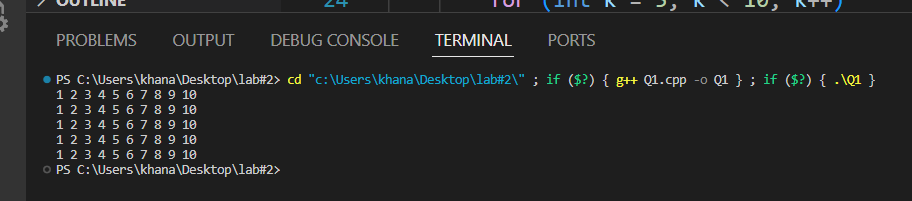 OUTLINE
24 for (int k = 5; k < 10; k++)
PROBLEMS OUTPUT DEBUG CONSOLE TERMINAL PORTS
PS C:\Users\khana\Desktop\lab#2> cd "c:\Users\khana\Desktop\lab#2\" ; if ($?) { g++ Q1.cpp -o Q1 } ; if ($?) { .\Q1 }
1 2 3 4 5 6 7 8 9 10
1 2 3 4 5 6 7 8 9 10
1 2 3 4 5 6 7 8 9 10
1 2 3 4 5 6 7 8 9 10
1 2 3 4 5 6 7 8 9 10
PS C:\Users\khana\Desktop\lab#2>